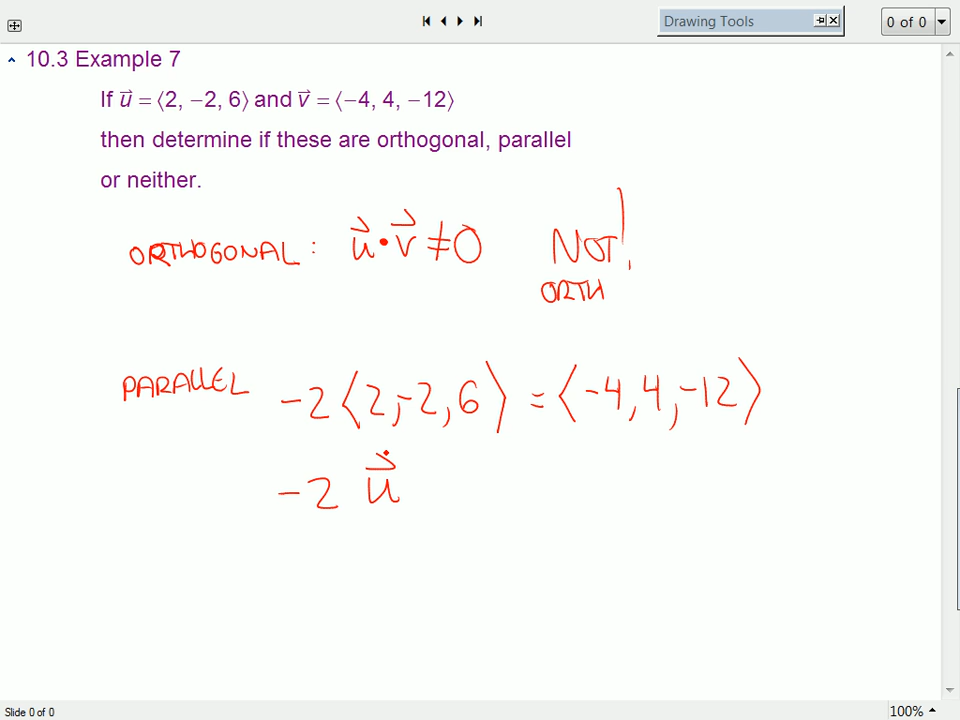 Drawing Tools
0 of 0
10.3 Example 7
If u⃗ = ⟨2, −2, 6⟩ and v⃗ = ⟨−4, 4, −12⟩
then determine if these are orthogonal, parallel
or neither.
ORTHOGONAL: u⃗ • v⃗ ≠ 0 NOT!
ORTH
PARALLEL -2⟨2,-2,6⟩ = ⟨-4,4,-12⟩
-2 u⃗
Slide 0 of 0
100%